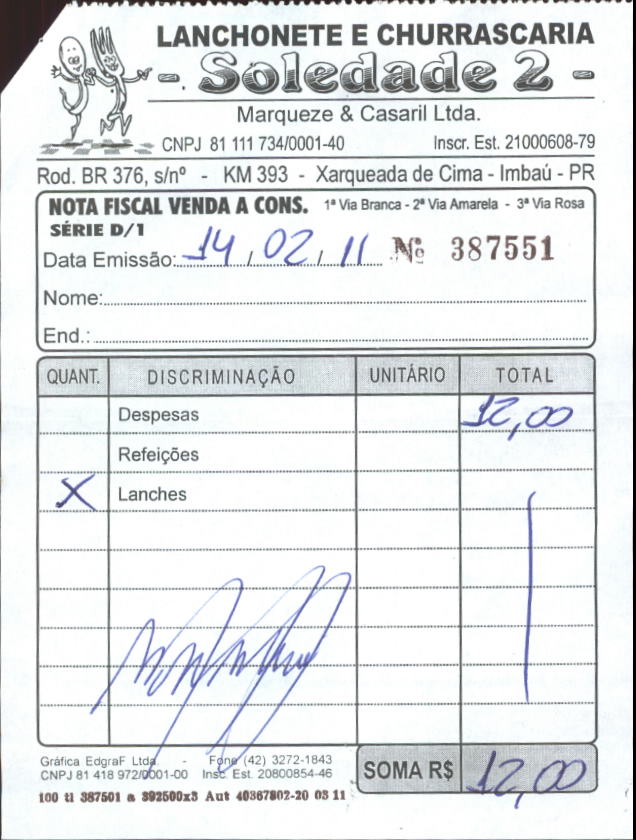 LANCHONETE E CHURRASCARIA
- Soledade 2 -
Marqueze & Casaril Ltda.
CNPJ 81 111 734/0001-40 Inscr. Est. 21000608-79
Rod. BR 376, s/nº - KM 393 - Xarqueada de Cima - Imbaú - PR
NOTA FISCAL VENDA A CONS. 1ª Via Branca - 2ª Via Amarela - 3ª Via Rosa
SÉRIE D/1
Data Emissão: 14 / 02 / 11 Nº 387551
Nome:
End.:
QUANT. DISCRIMINAÇÃO UNITÁRIO TOTAL
Despesas 12,00
Refeições
X Lanches
Gráfica EdgraF Ltda. - Fone (42) 3272-1843
CNPJ 81 418 972/0001-00 Insc. Est. 20800854-46
100 tl 387501 a 392500x3 Aut 40367802-20 03 11
SOMA R$ 12,00